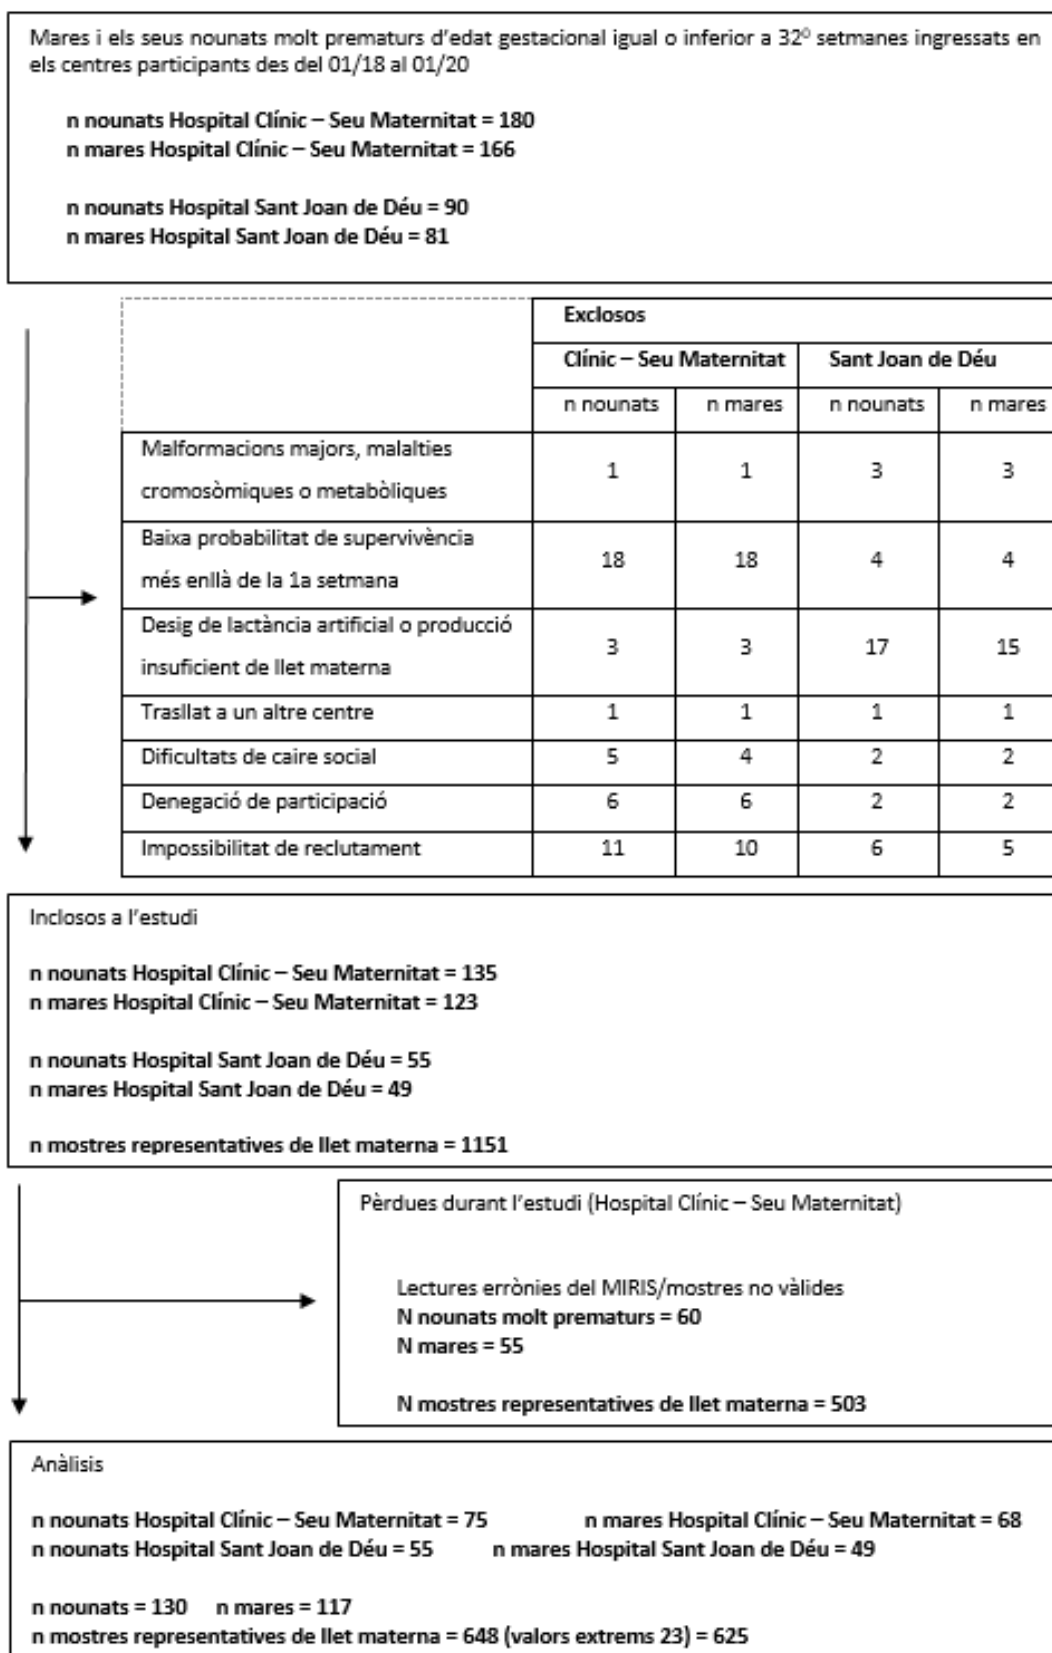 Mares i els seus nounats molt prematurs d'edat gestacional igual o inferior a 32⁰ setmanes ingressats en
els centres participants des del 01/18 al 01/20
n nounats Hospital Clínic – Seu Maternitat = 180
n mares Hospital Clínic – Seu Maternitat = 166
n nounats Hospital Sant Joan de Déu = 90
n mares Hospital Sant Joan de Déu = 81
Exclosos
Clínic – Seu Maternitat Sant Joan de Déu
n nounats n mares n nounats n mares
Malformacions majors, malalties
cromosòmiques o metabòliques 1 1 3 3
Baixa probabilitat de supervivència
més enllà de la 1a setmana 18 18 4 4
Desig de lactància artificial o producció
insuficient de llet materna 3 3 17 15
Trasllat a un altre centre 1 1 1 1
Dificultats de caire social 5 4 2 2
Denegació de participació 6 6 2 2
Impossibilitat de reclutament 11 10 6 5
Inclosos a l'estudi
n nounats Hospital Clínic – Seu Maternitat = 135
n mares Hospital Clínic – Seu Maternitat = 123
n nounats Hospital Sant Joan de Déu = 55
n mares Hospital Sant Joan de Déu = 49
n mostres representatives de llet materna = 1151
Pèrdues durant l'estudi (Hospital Clínic – Seu Maternitat)
Lectures errònies del MIRIS/mostres no vàlides
N nounats molt prematurs = 60
N mares = 55
N mostres representatives de llet materna = 503
Anàlisis
n nounats Hospital Clínic – Seu Maternitat = 75 n mares Hospital Clínic – Seu Maternitat = 68
n nounats Hospital Sant Joan de Déu = 55 n mares Hospital Sant Joan de Déu = 49
n nounats = 130 n mares = 117
n mostres representatives de llet materna = 648 (valors extrems 23) = 625